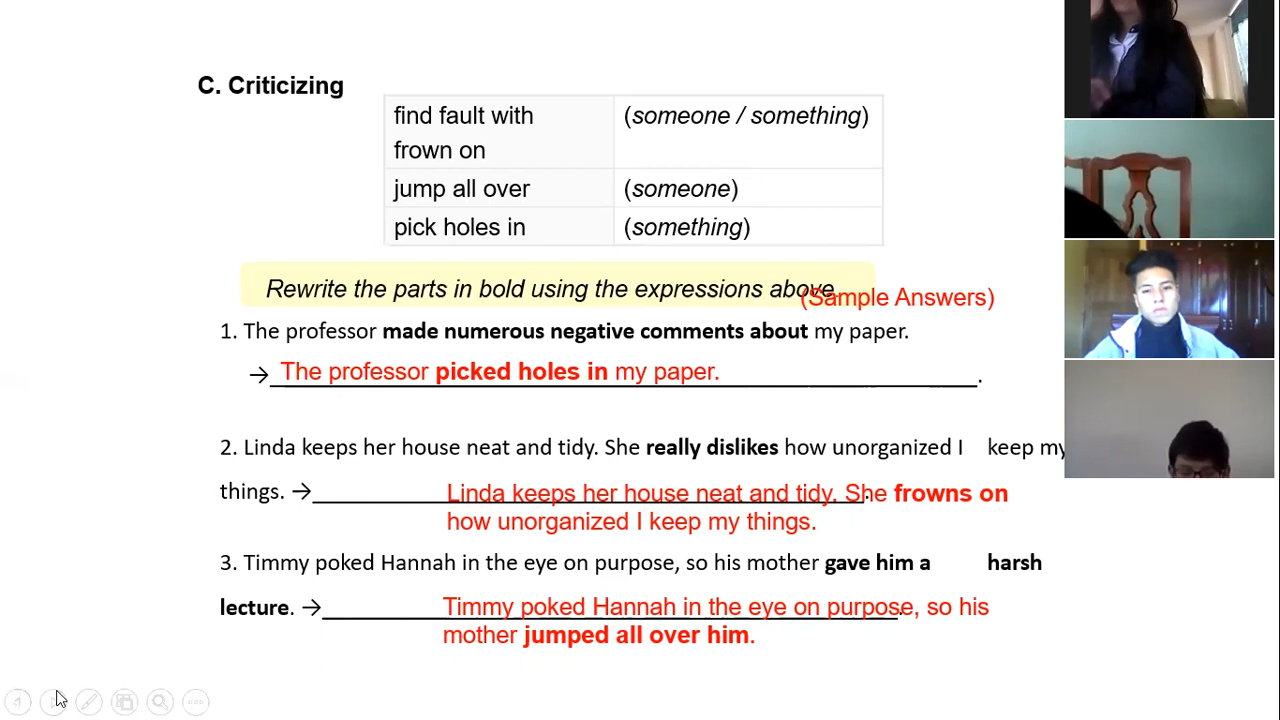 C. Criticizing
find fault with (someone / something)
frown on
jump all over (someone)
pick holes in (something)
Rewrite the parts in bold using the expressions above.
(Sample Answers)
1. The professor made numerous negative comments about my paper.
→ The professor picked holes in my paper. .
2. Linda keeps her house neat and tidy. She really dislikes how unorganized I keep my
things. → Linda keeps her house neat and tidy. She frowns on
how unorganized I keep my things.
3. Timmy poked Hannah in the eye on purpose, so his mother gave him a harsh
lecture. → Timmy poked Hannah in the eye on purpose, so his
mother jumped all over him.